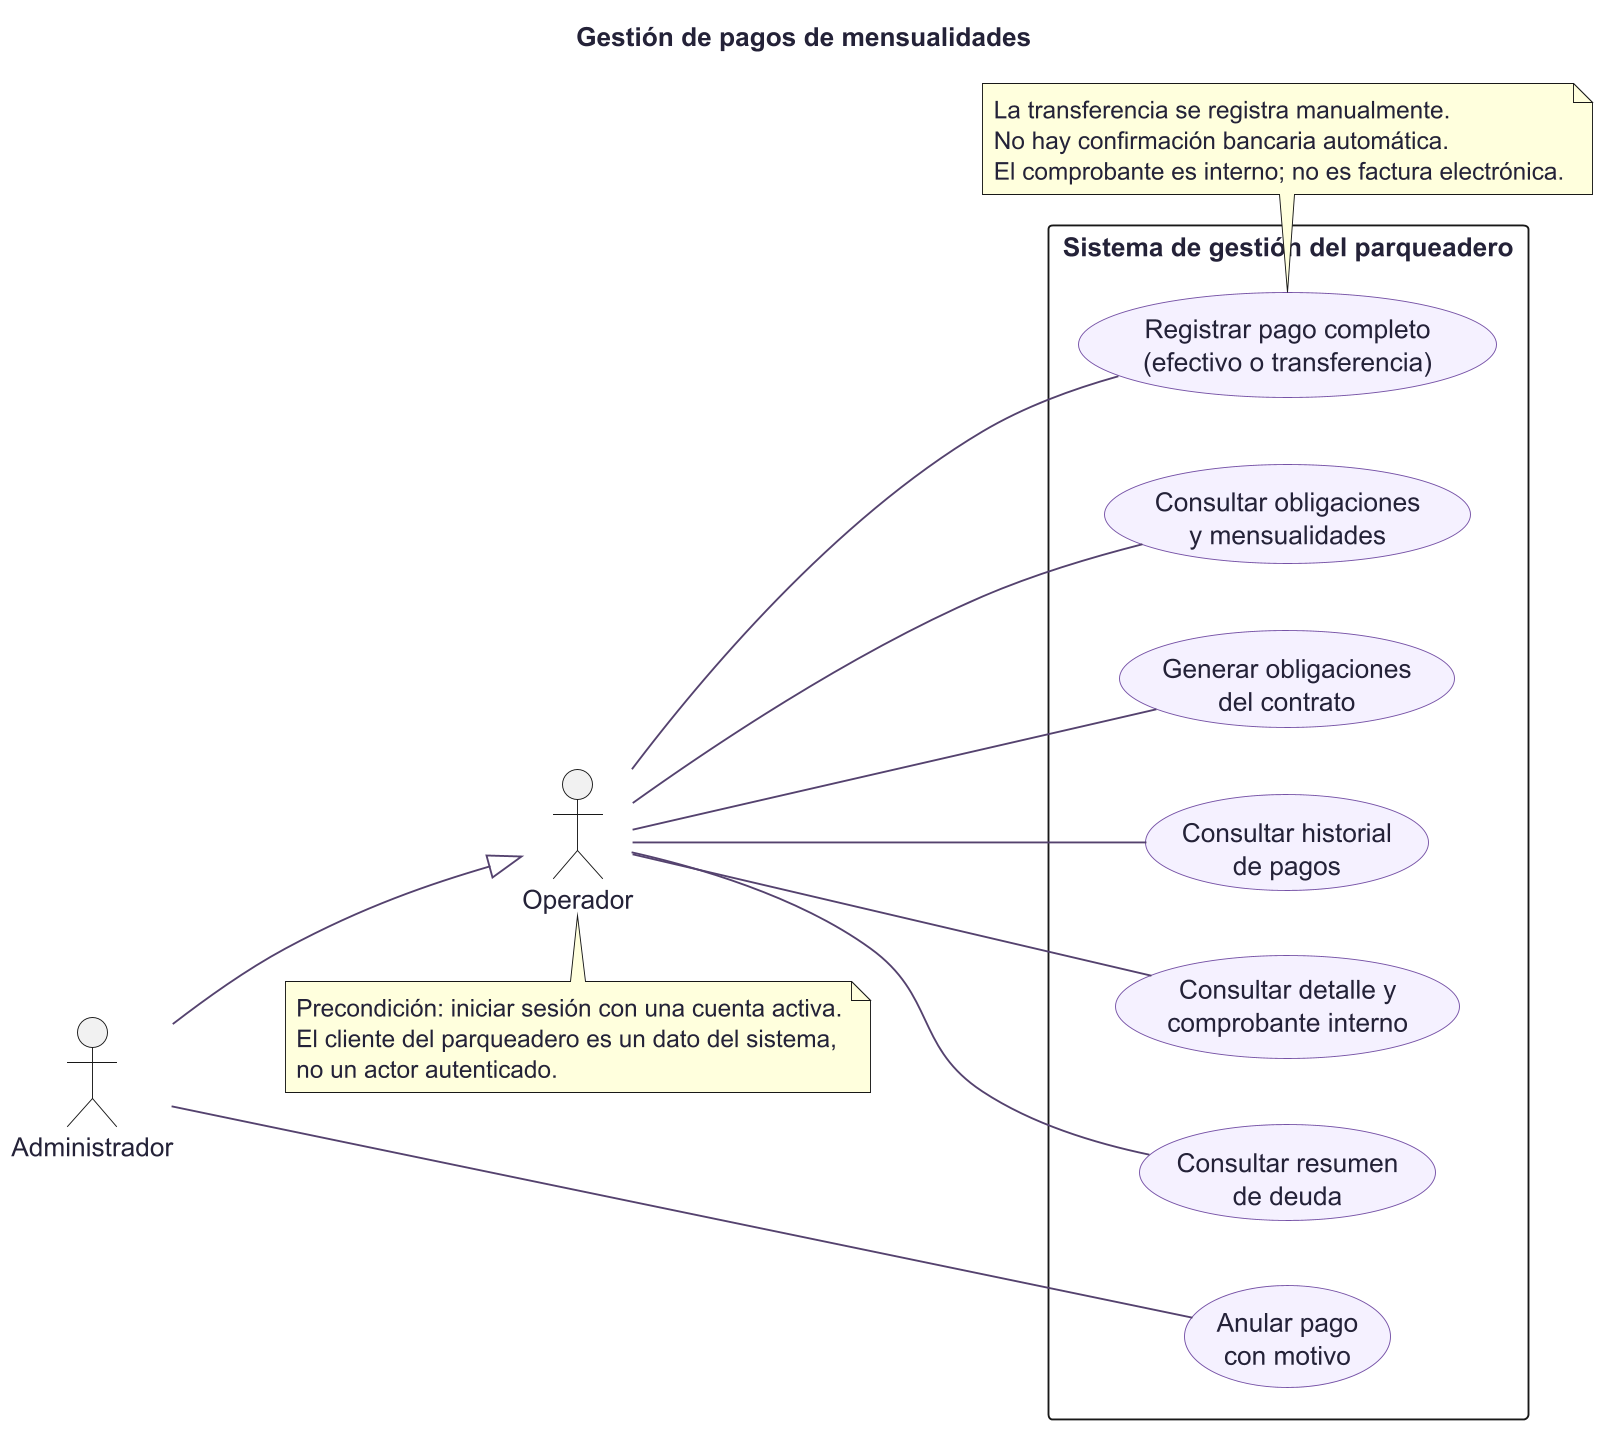 Gestión de pagos de mensualidades
La transferencia se registra manualmente.
No hay confirmación bancaria automática.
El comprobante es interno; no es factura electrónica.
Sistema de gestión del parqueadero
Registrar pago completo
(efectivo o transferencia)
Consultar obligaciones
y mensualidades
Generar obligaciones
del contrato
Consultar historial
de pagos
Operador
Precondición: iniciar sesión con una cuenta activa.
El cliente del parqueadero es un dato del sistema,
no un actor autenticado.
Consultar detalle y
comprobante interno
Administrador
Consultar resumen
de deuda
Anular pago
con motivo